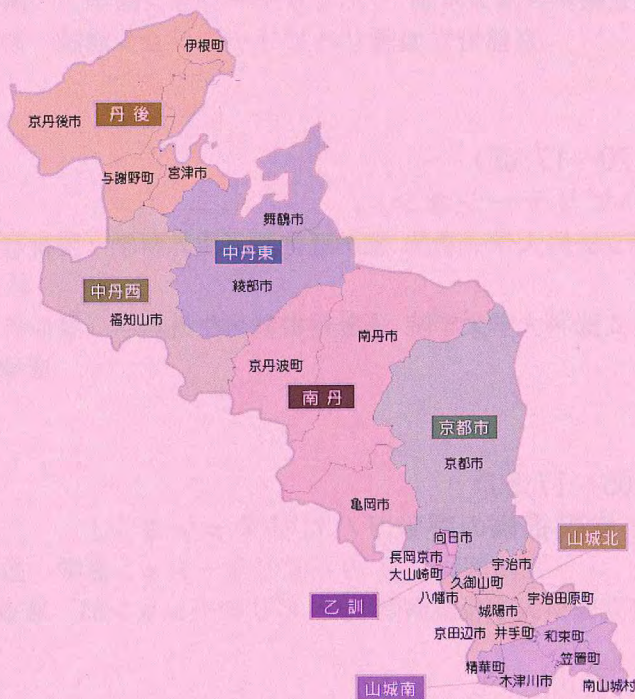 伊根町
京丹後市
丹後
与謝野町
宮津市
舞鶴市
中丹東
綾部市
中丹西
福知山市
南丹市
京丹波町
南丹
京都市
京都市
亀岡市
向日市
山城北
長岡京市
宇治市
大山崎町
久御山町
八幡市
宇治田原町
乙訓
城陽市
京田辺市
井手町
和束町
笠置町
精華町
木津川市
南山城村
山城南